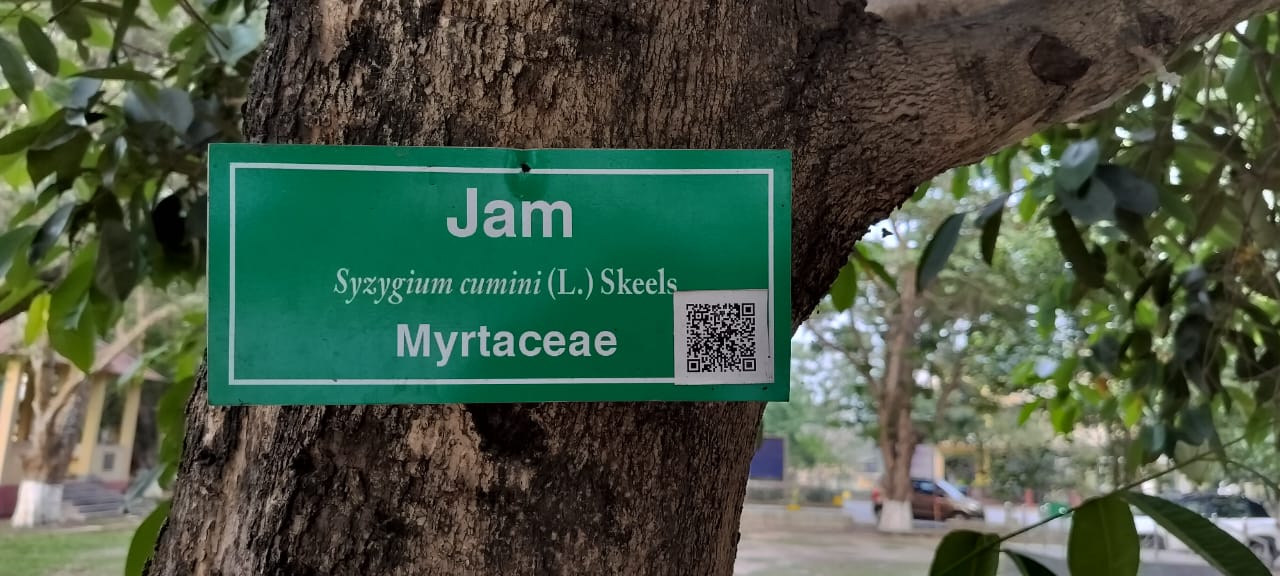 Jam
Syzygium cumini (L.) Skeels
Myrtaceae